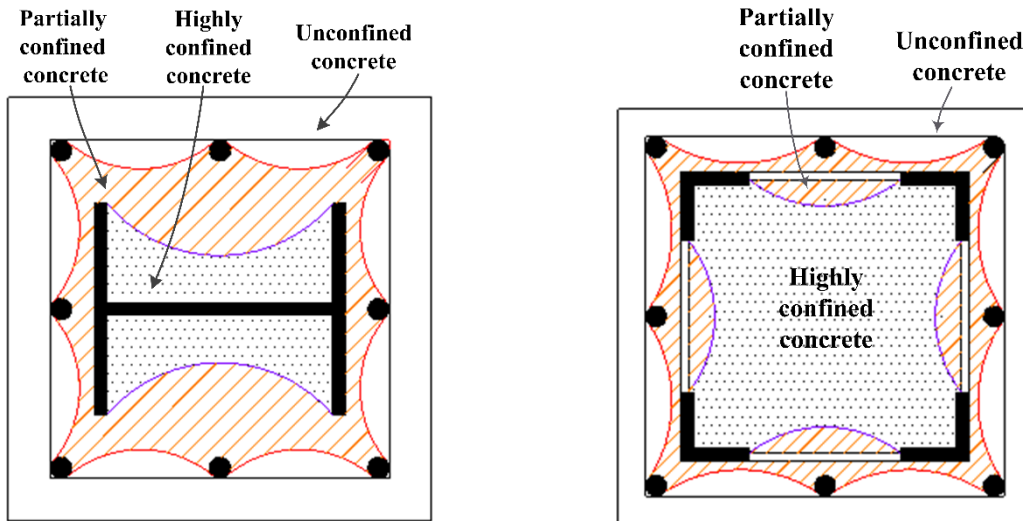 Partially
confined
concrete
Highly
confined
concrete
Unconfined
concrete
Partially
confined
concrete
Unconfined
concrete
Highly
confined
concrete